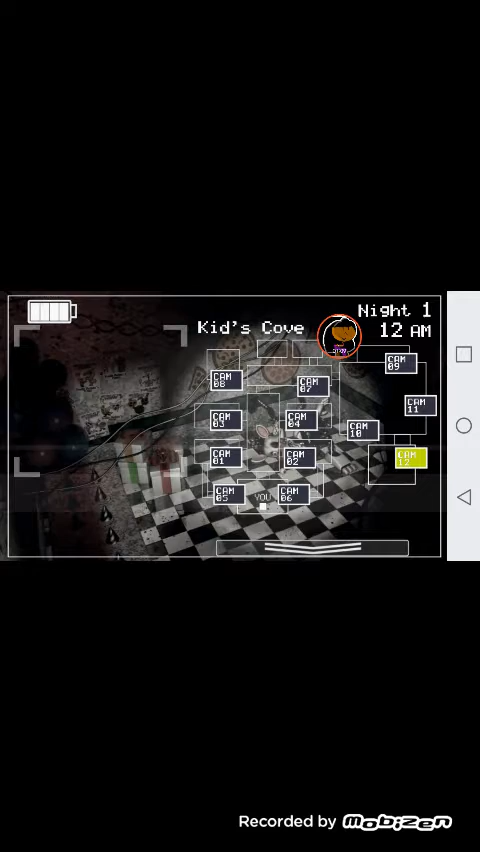 Night 1
Kid's Cove
12 AM
CAM 09
CAM 08
CAM 07
CAM 11
CAM 03
CAM 04
CAM 10
CAM 01
CAM 02
CAM 12
CAM 05
YOU
CAM 06
Recorded by Mobizen